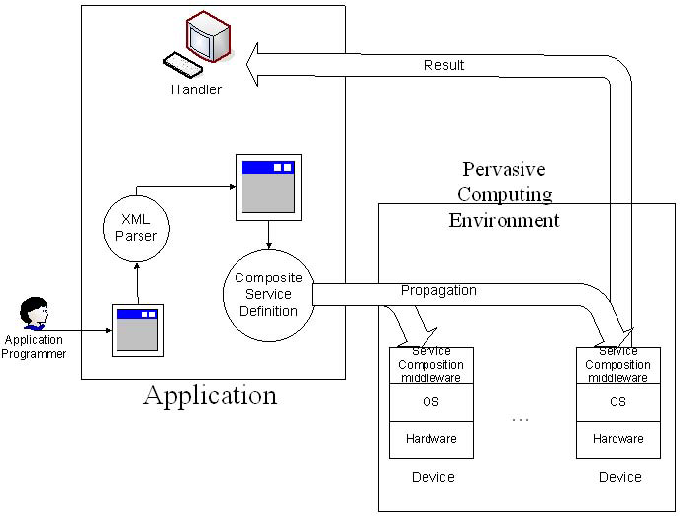 Result
Handler
Pervasive
Computing
Environment
XML
Parser
Composite
Service
Definition
Propagation
Application
Programmer
Application
Service
Composition
middleware
OS
Hardware
Device
...
Service
Composition
middleware
CS
Harcware
Device